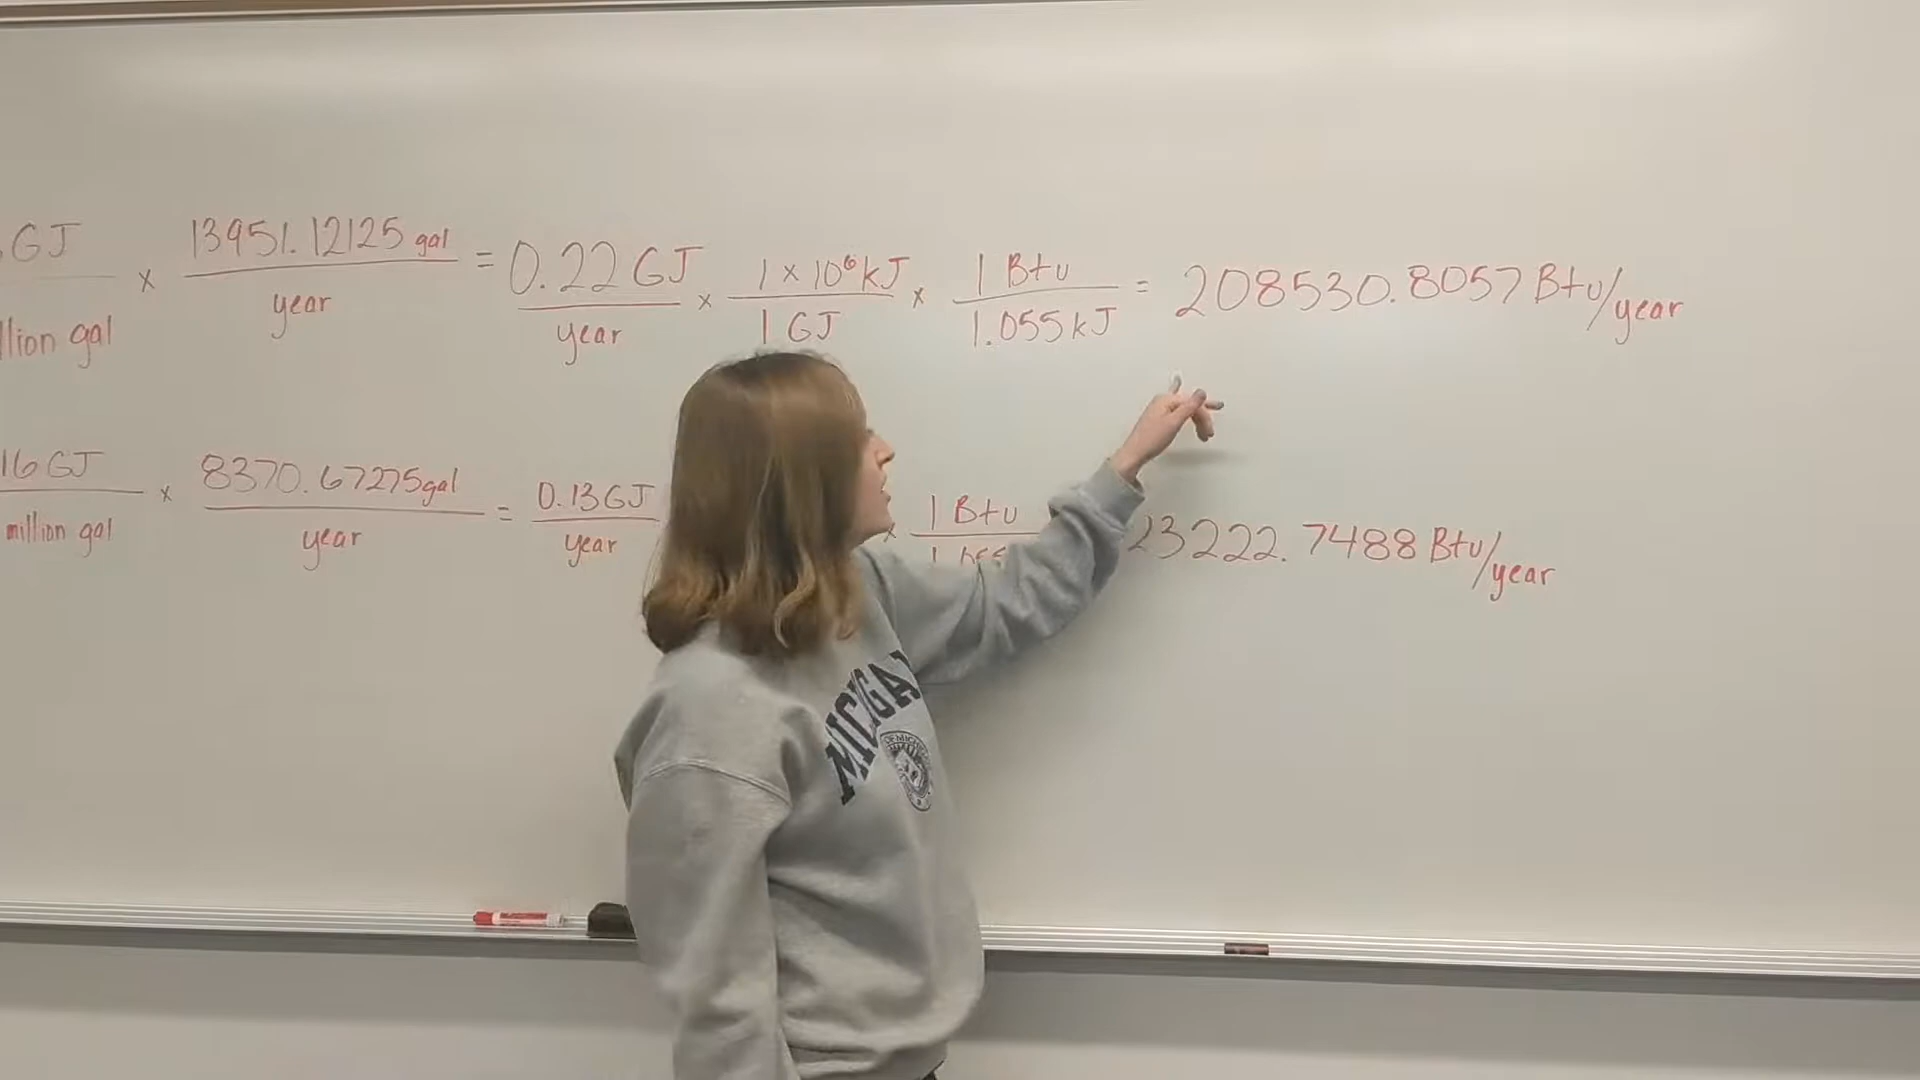 GJ × 13951.12125 gal = 0.22 GJ × 1 × 10⁶ kJ × 1 Btu = 208530.8057 Btu/year
llion gal year year 1 GJ 1.055 kJ
16 GJ × 8370.67275 gal = 0.13 GJ × 1 Btu 23222.7488 Btu/year
million gal year year
MICHIGAN